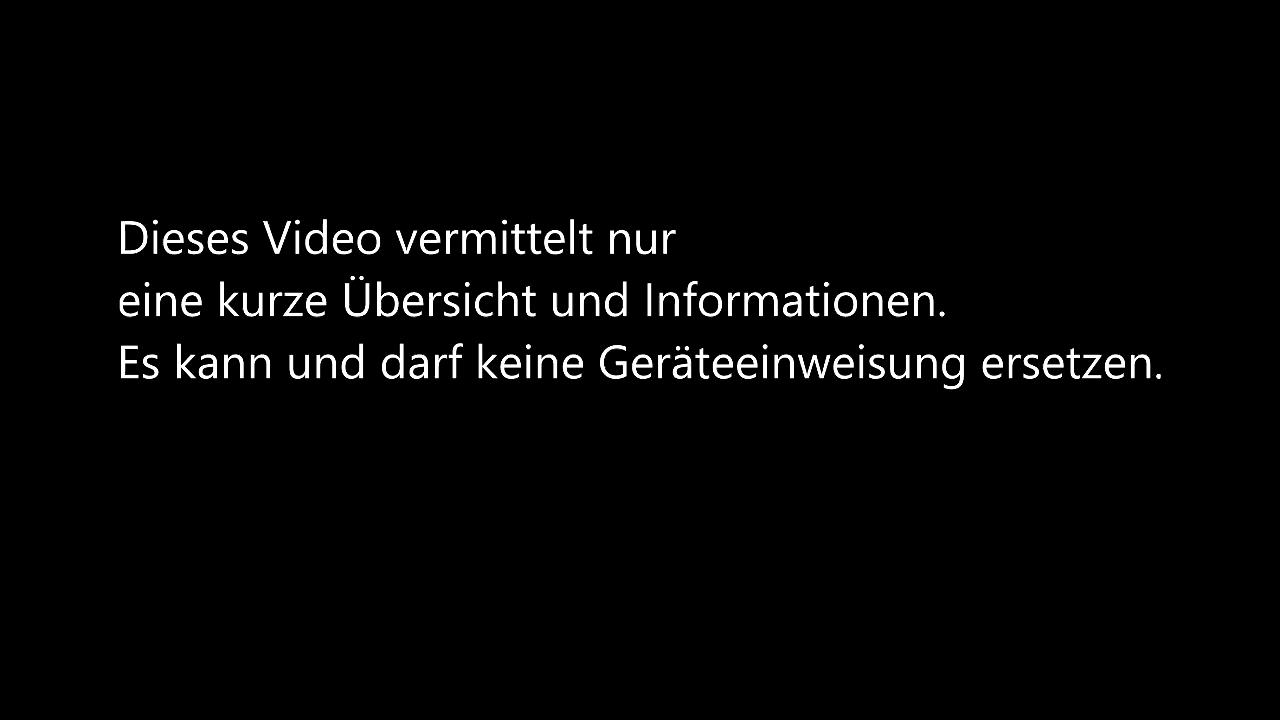 Dieses Video vermittelt nur
eine kurze Übersicht und Informationen.
Es kann und darf keine Geräteeinweisung ersetzen.